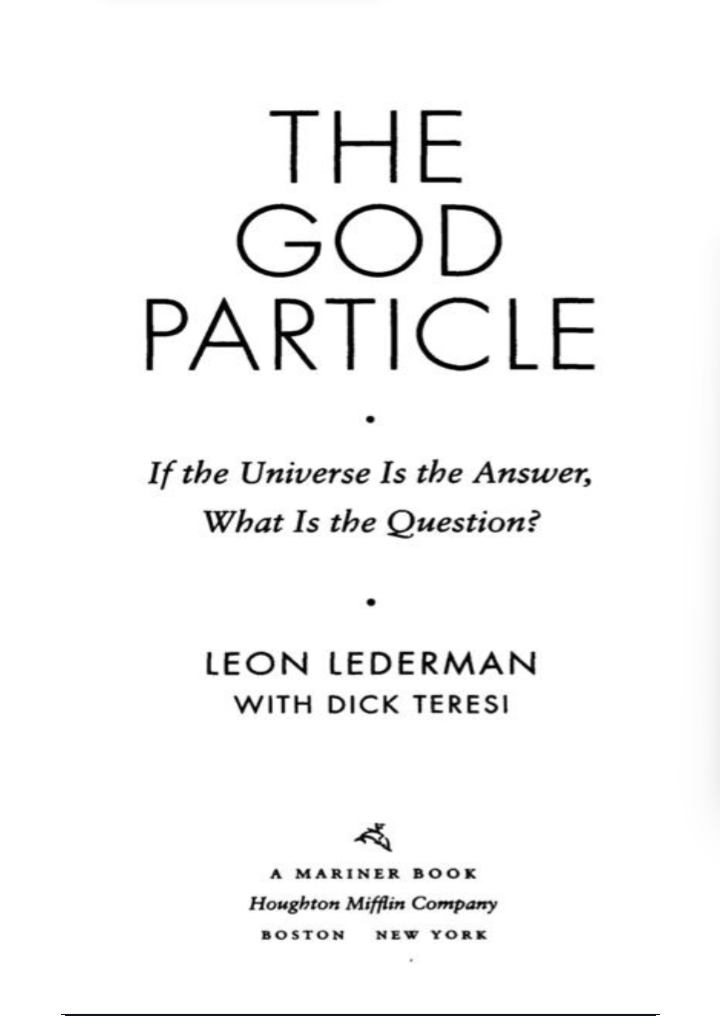 THE
GOD
PARTICLE
•
If the Universe Is the Answer,
What Is the Question?
•
LEON LEDERMAN
WITH DICK TERESI
A MARINER BOOK
Houghton Mifflin Company
BOSTON NEW YORK